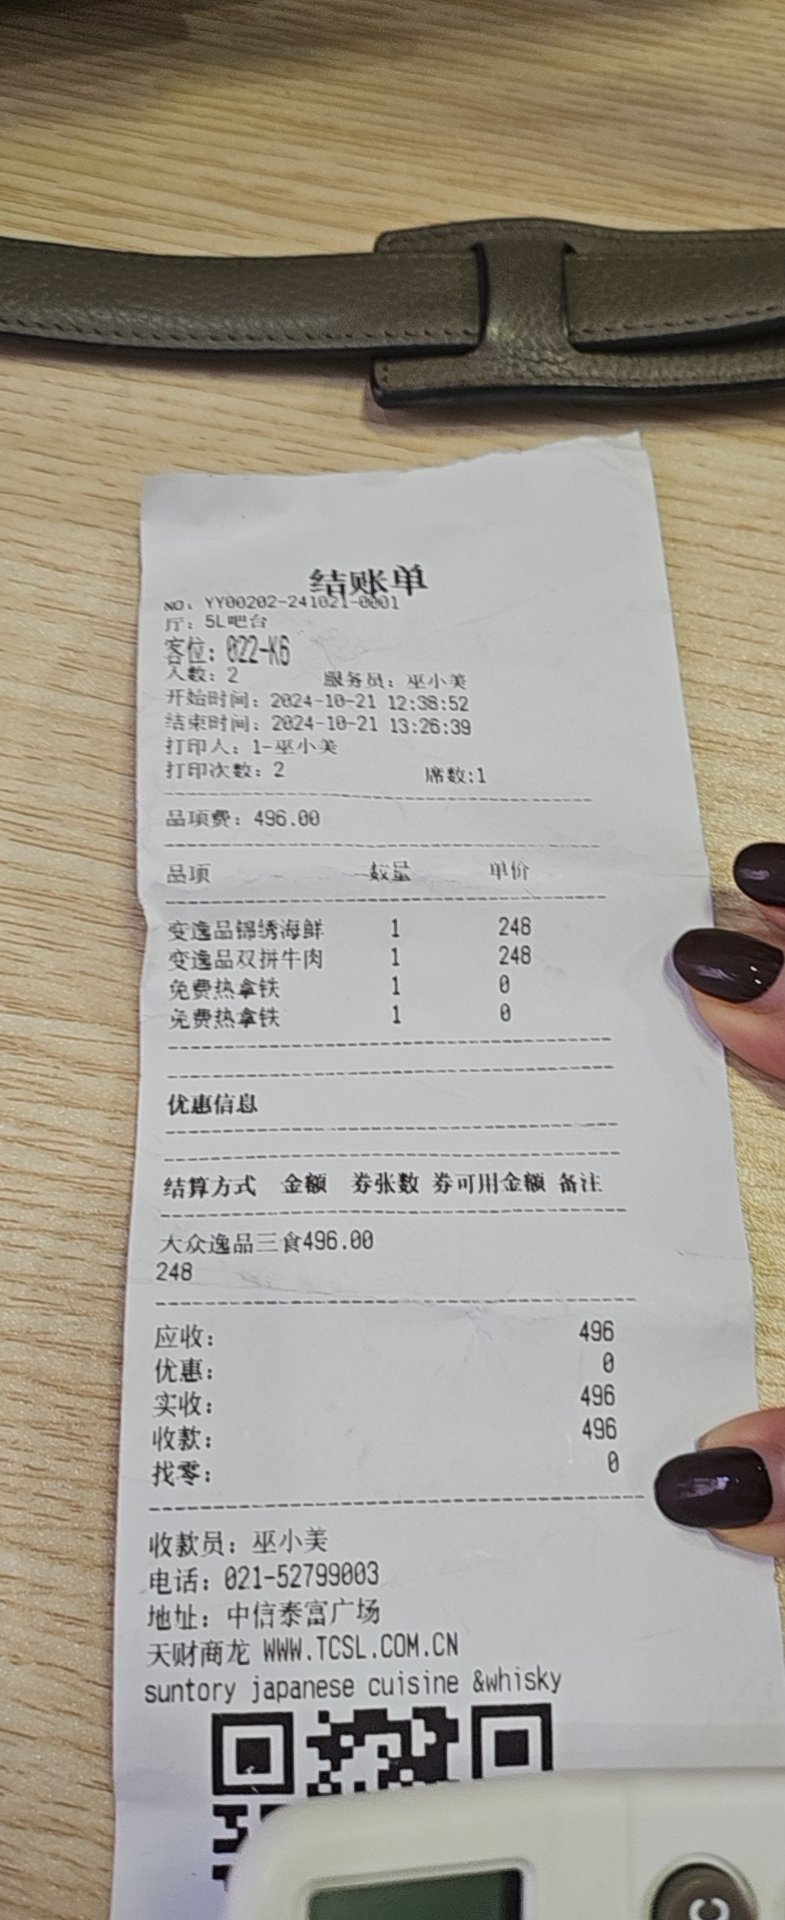 结账单
NO: YY00202-241021-0001
厅: 5L吧台
客位: 022-K6
人数: 2 服务员: 巫小美
开始时间: 2024-10-21 12:38:52
结束时间: 2024-10-21 13:26:39
打印人: 1-巫小美
打印次数: 2 席数:1
品项费: 496.00
品项 数量 单价
变逸品锦绣海鲜 1 248
变逸品双拼牛肉 1 248
免费热拿铁 1 0
免费热拿铁 1 0
优惠信息
结算方式 金额 券张数 券可用金额 备注
大众逸品三食496.00
248
应收: 496
优惠: 0
实收: 496
收款: 496
找零: 0
收款员: 巫小美
电话: 021-52799003
地址: 中信泰富广场
天财商龙 WWW.TCSL.COM.CN
suntory japanese cuisine &whisky
C